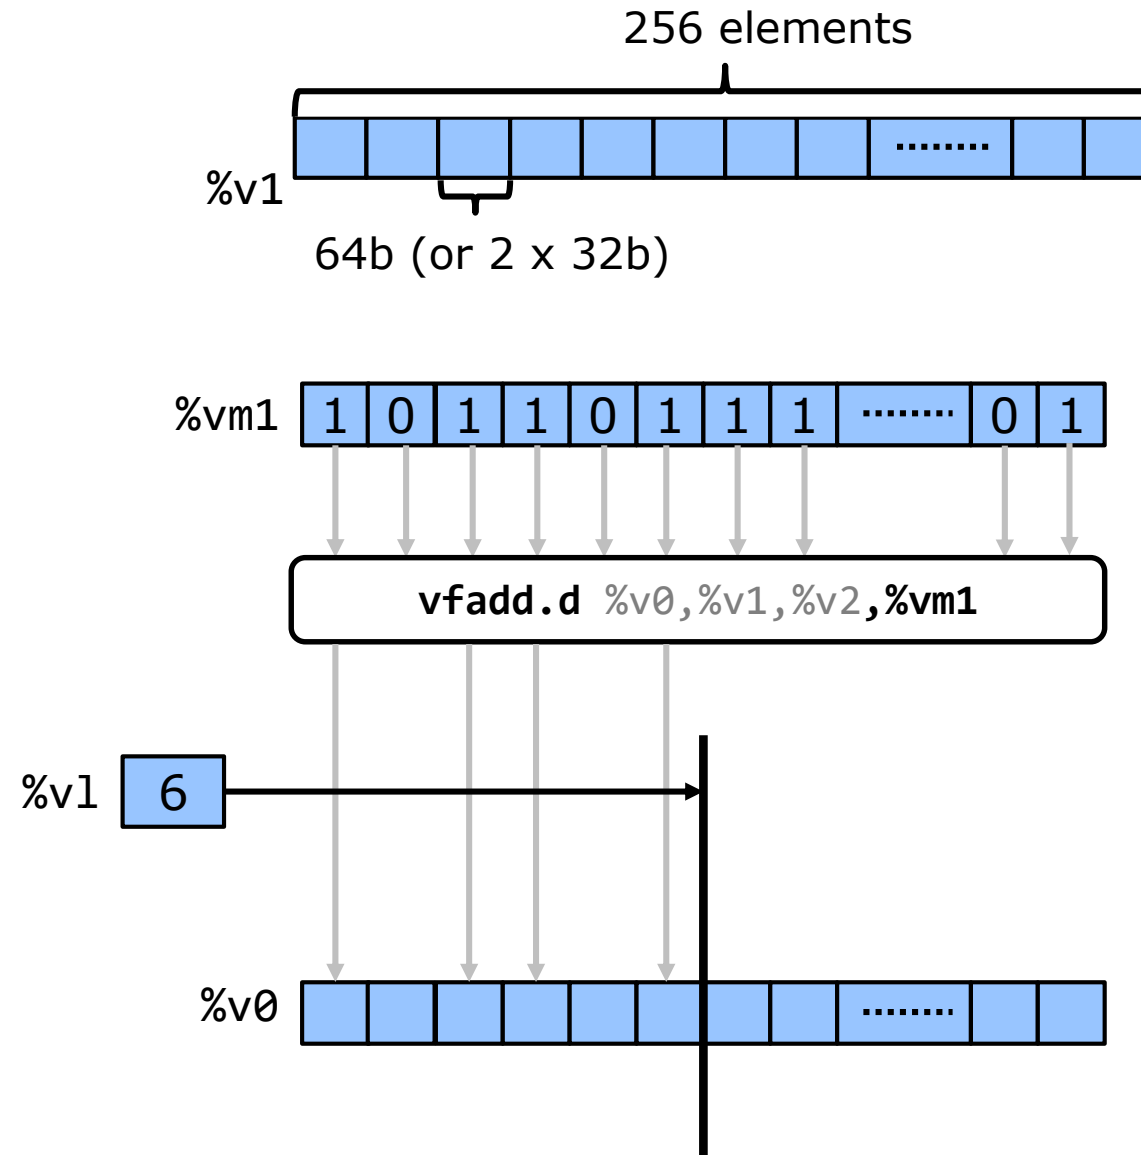 256 elements
%v1
64b (or 2 x 32b)
%vm1 1 0 1 1 0 1 1 1 ········ 0 1
vfadd.d %v0,%v1,%v2,%vm1
%vl 6
%v0